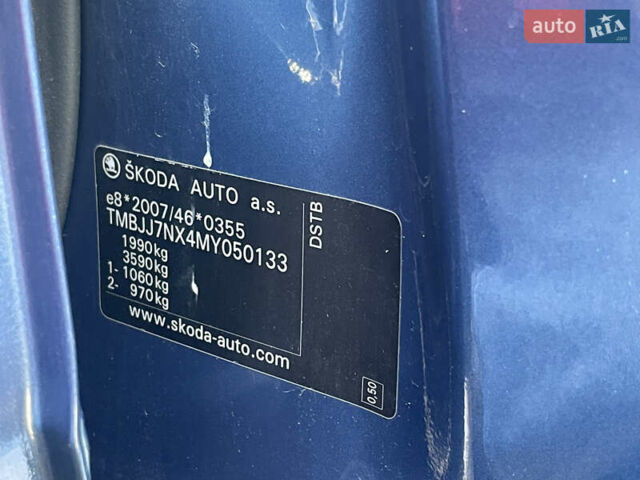 auto RIA
.com
ŠKODA AUTO a.s.
e8*2007/46*0355
TMBJJ7NX4MY050133
1990kg
3590kg
1- 1060kg
2- 970kg
www.skoda-auto.com
DSTB
0.50